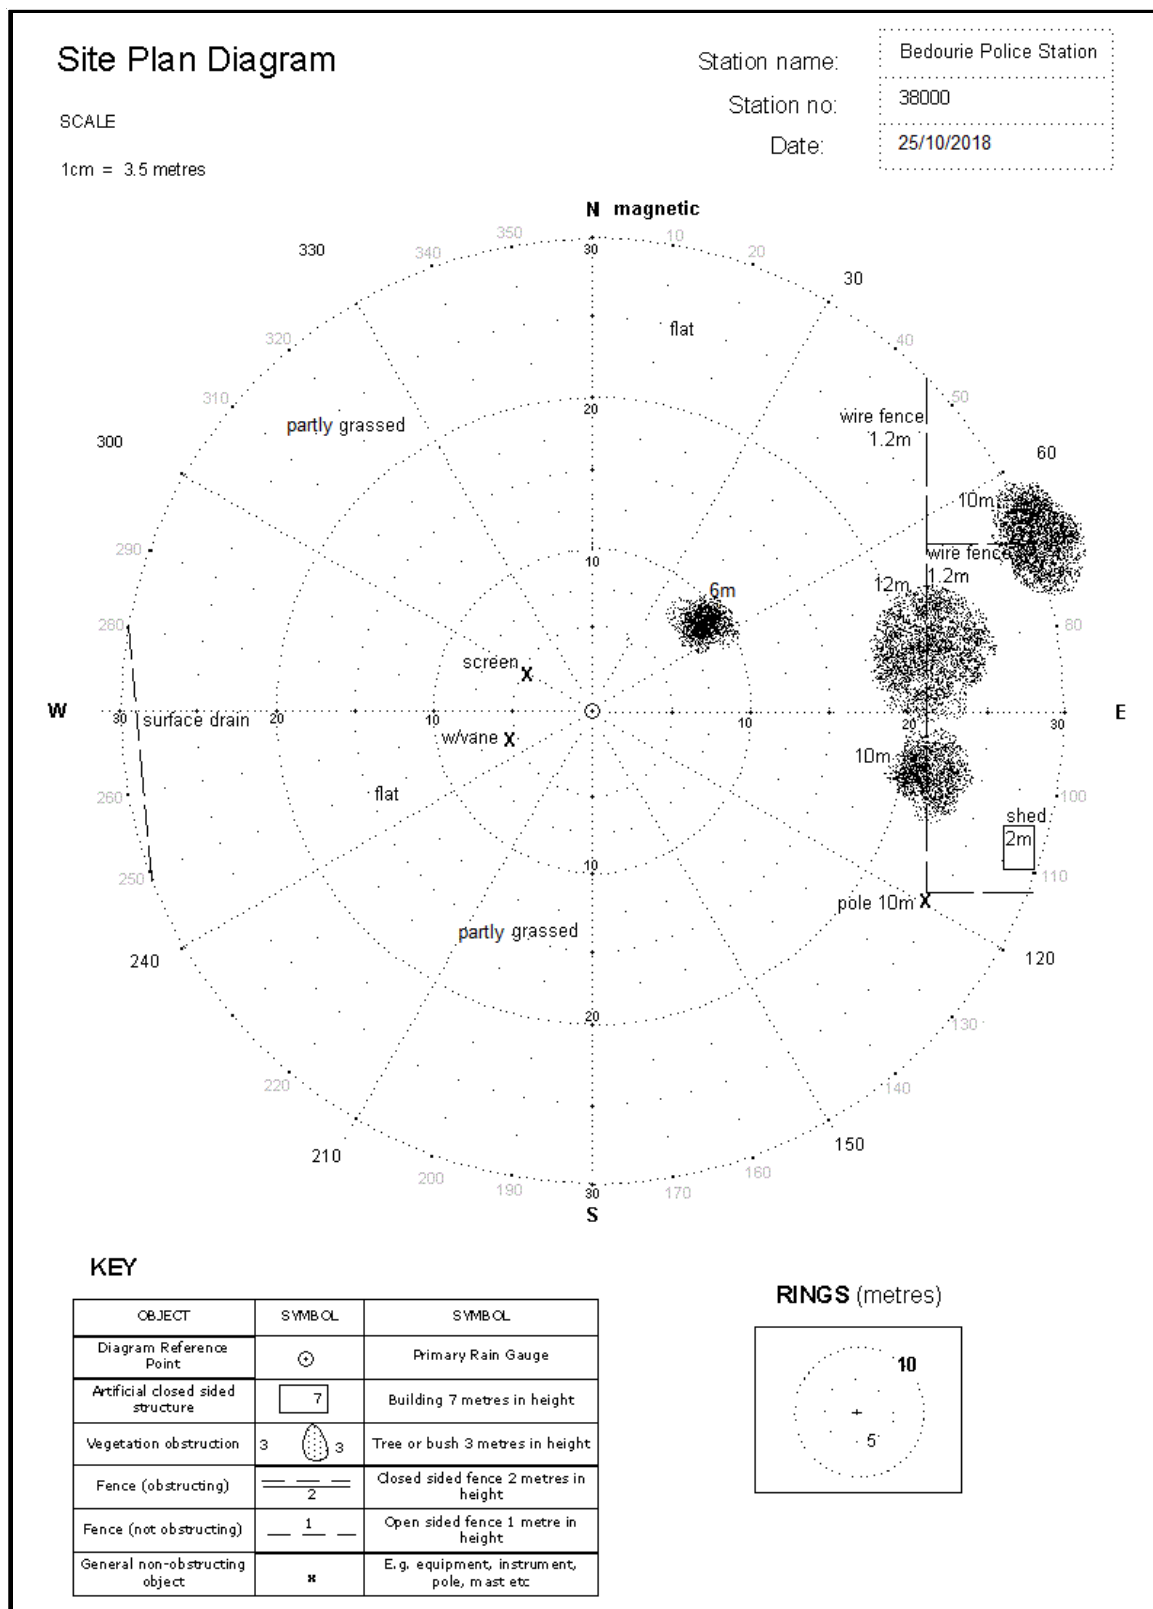 Site Plan Diagram
Station name: Bedourie Police Station
Station no: 38000
Date: 25/10/2018
SCALE
1cm = 3.5 metres
N magnetic
350
10
340
20
330
30
30
320
40
310
50
300
60
290
280
80
260
100
250
110
240
120
130
220
140
210
150
200
160
190
170
30
S
W
E
flat
partly grassed
20
wire fence
1.2m
10m
wire fence
1.2m
12m
10
6m
screen
30
surface drain
20
10
10
20
30
w/vane
10m
flat
shed
2m
10
pole 10m
partly grassed
20
KEY
OBJECT SYMBOL SYMBOL
Diagram Reference
Point
Primary Rain Gauge
Artificial closed sided
structure
7
Building 7 metres in height
Vegetation obstruction 3 3 Tree or bush 3 metres in height
Fence (obstructing)
2
Closed sided fence 2 metres in
height
Fence (not obstructing)
1
Open sided fence 1 metre in
height
General non-obstructing
object
x
E.g. equipment, instrument,
pole, mast etc
RINGS (metres)
10
5